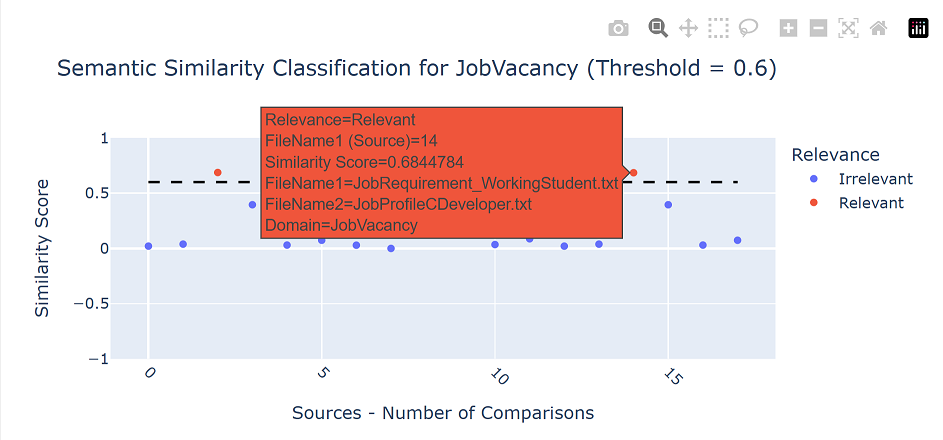 Semantic Similarity Classification for JobVacancy (Threshold = 0.6)
Relevance=Relevant
FileName1 (Source)=14
Similarity Score=0.6844784
FileName1=JobRequirement_WorkingStudent.txt
FileName2=JobProfileCDeveloper.txt
Domain=JobVacancy
Relevance
Irrelevant
Relevant
Similarity Score
1
0.5
0
−0.5
−1
0
5
10
15
Sources - Number of Comparisons